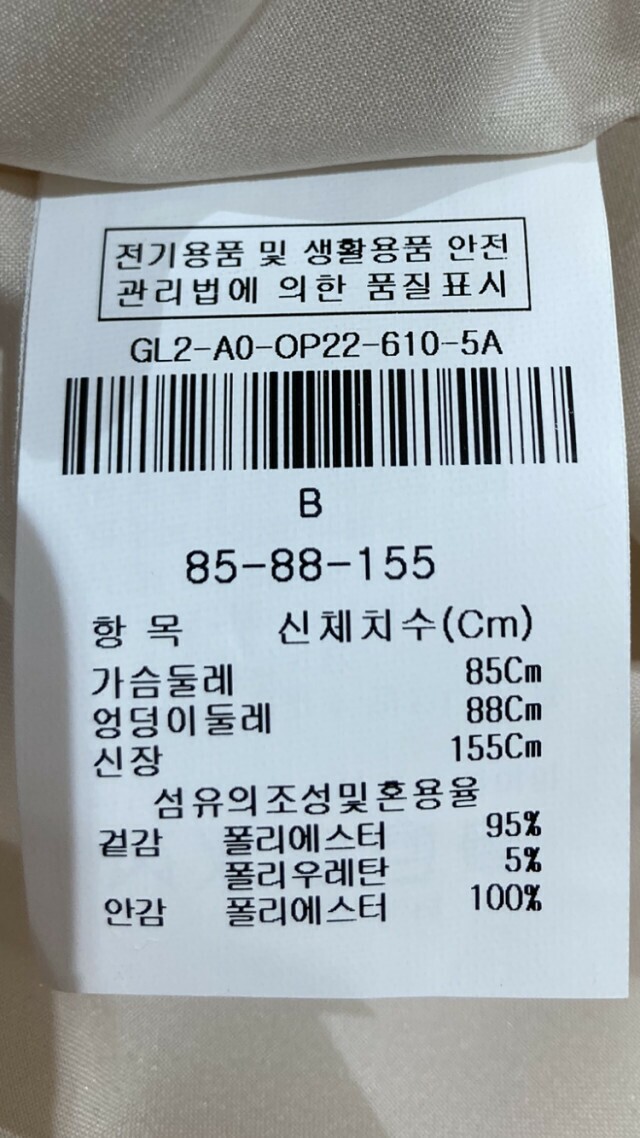 전기용품 및 생활용품 안전
관리법에 의한 품질표시
GL2-A0-OP22-610-5A
B
85-88-155
항 목 신체치수(Cm)
가슴둘레 85Cm
엉덩이둘레 88Cm
신장 155Cm
섬유의조성및혼용율
겉감 폴리에스터 95%
폴리우레탄 5%
안감 폴리에스터 100%